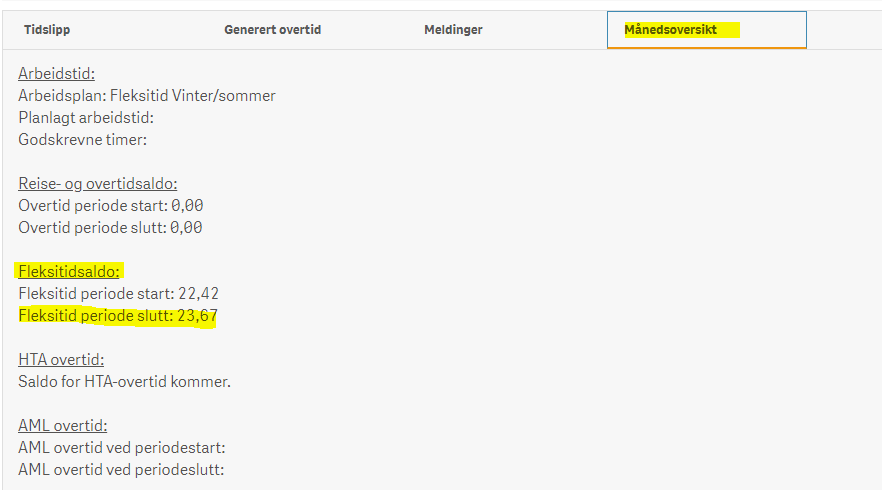 Tidslipp Generert overtid Meldinger Månedsoversikt
Arbeidstid:
Arbeidsplan: Fleksitid Vinter/sommer
Planlagt arbeidstid:
Godskrevne timer:
Reise- og overtidsaldo:
Overtid periode start: 0,00
Overtid periode slutt: 0,00
Fleksitidsaldo:
Fleksitid periode start: 22,42
Fleksitid periode slutt: 23,67
HTA overtid:
Saldo for HTA-overtid kommer.
AML overtid:
AML overtid ved periodestart:
AML overtid ved periodeslutt: